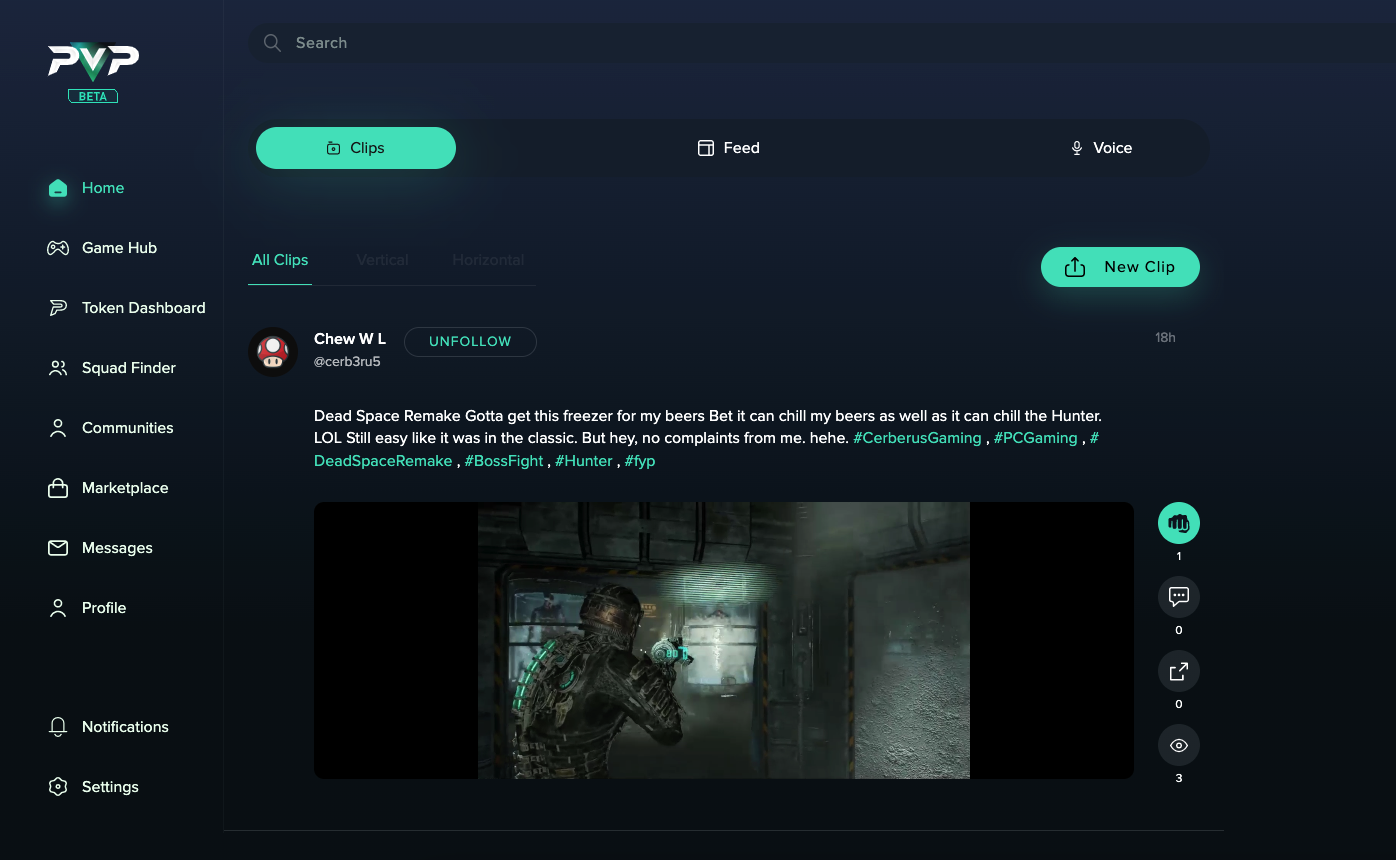 PVP
BETA
Search
Clips
Feed
Voice
Home
Game Hub
Token Dashboard
Squad Finder
Communities
Marketplace
Messages
Profile
Notifications
Settings
All Clips
Vertical
Horizontal
New Clip
Chew W L
UNFOLLOW
18h
@cerb3ru5
Dead Space Remake Gotta get this freezer for my beers Bet it can chill my beers as well as it can chill the Hunter.
LOL Still easy like it was in the classic. But hey, no complaints from me. hehe. #CerberusGaming , #PCGaming , #
DeadSpaceRemake , #BossFight , #Hunter , #fyp
1
0
0
3